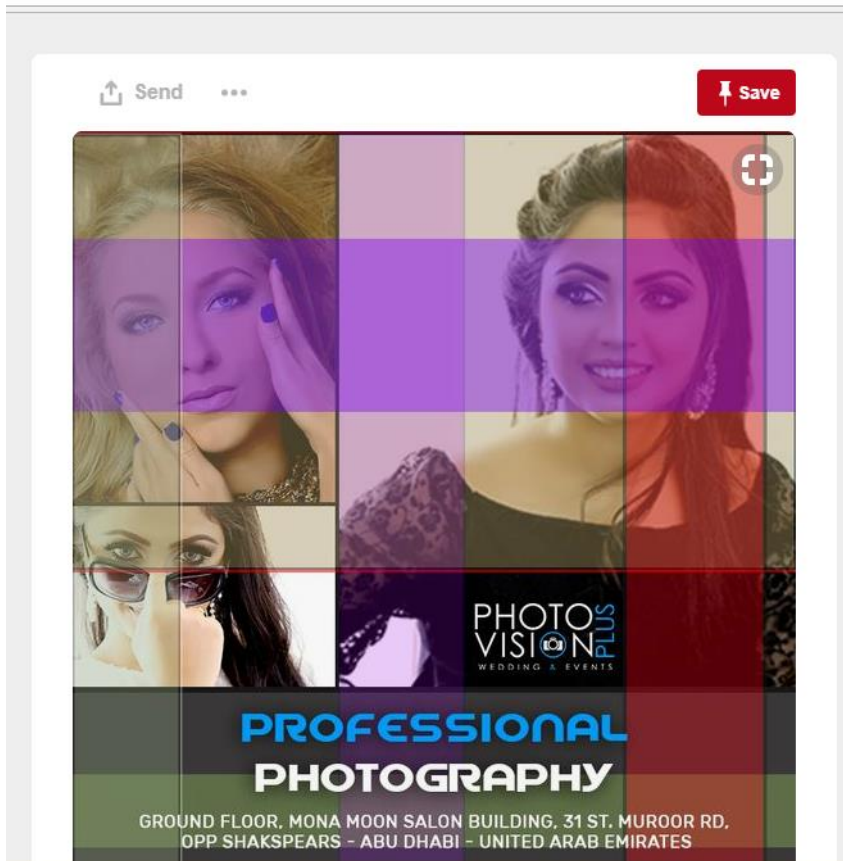 Send
Save
PHOTO
VISION
PLUS
WEDDING & EVENTS
PROFESSIONAL
PHOTOGRAPHY
GROUND FLOOR, MONA MOON SALON BUILDING, 31 ST. MUROOR RD,
OPP SHAKSPEARS - ABU DHABI - UNITED ARAB EMIRATES